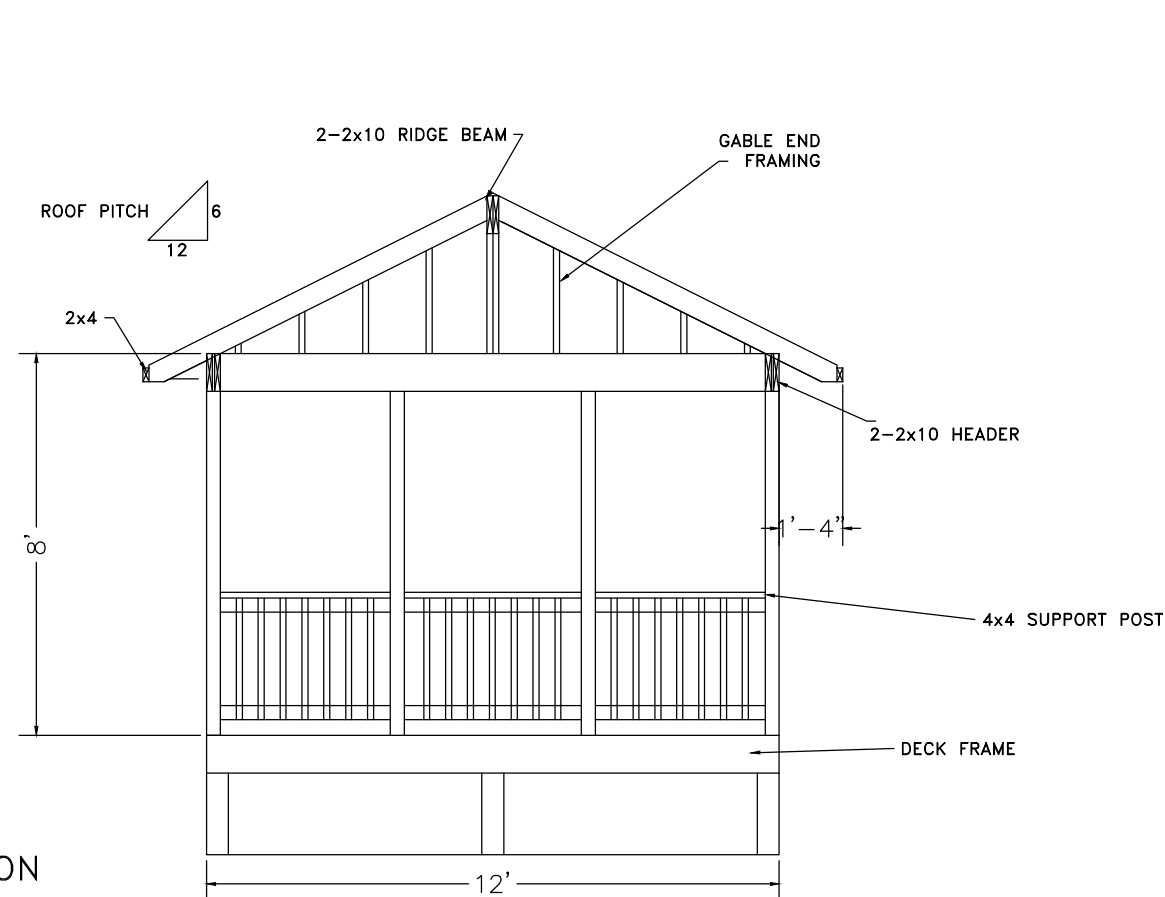 2-2x10 RIDGE BEAM
GABLE END
FRAMING
ROOF PITCH
6
12
2x4
2-2x10 HEADER
1'-4"
8'
4x4 SUPPORT POST
DECK FRAME
ON
12'